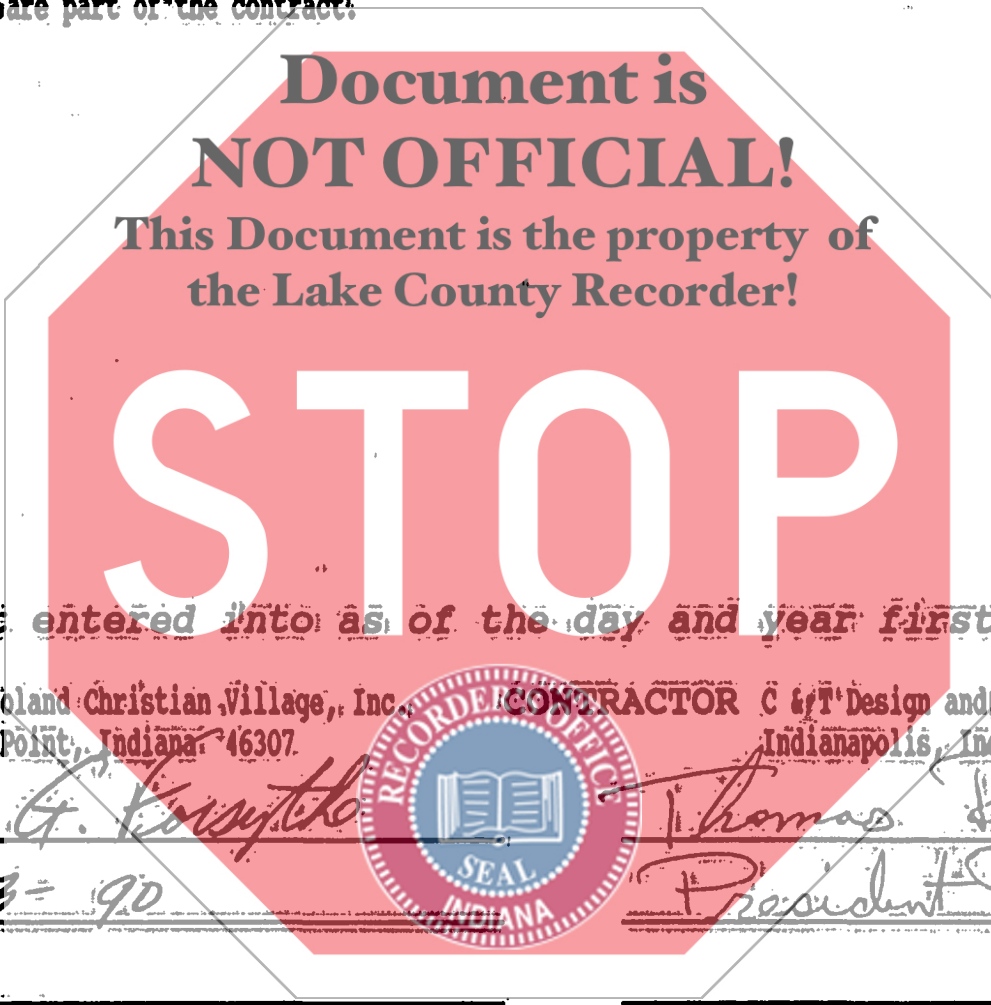 are part of the contract.
Document is
NOT OFFICIAL!
This Document is the property of
the Lake County Recorder!
STOP
entered into as of the day and year first
oland Christian Village, Inc. CONTRACTOR C & T Design and
Point, Indiana 46307 Indianapolis, In
G. Forsythe Thomas
90 President
RECORDER'S OFFICE
SEAL
INDIANA